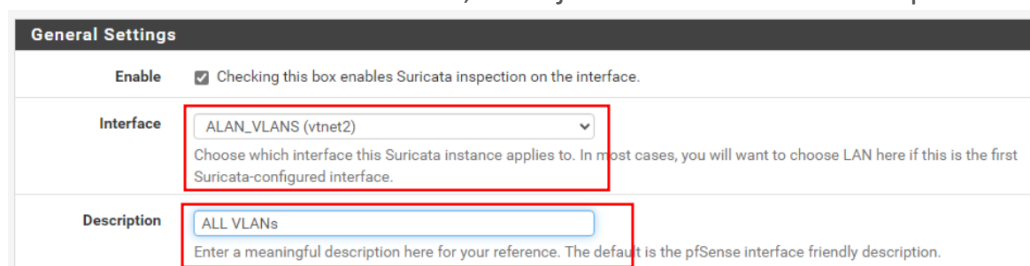 General Settings
Enable Checking this box enables Suricata inspection on the interface.
Interface ALAN_VLANS (vtnet2)
Choose which interface this Suricata instance applies to. In most cases, you will want to choose LAN here if this is the first
Suricata-configured interface.
Description ALL VLANs
Enter a meaningful description here for your reference. The default is the pfSense interface friendly description.